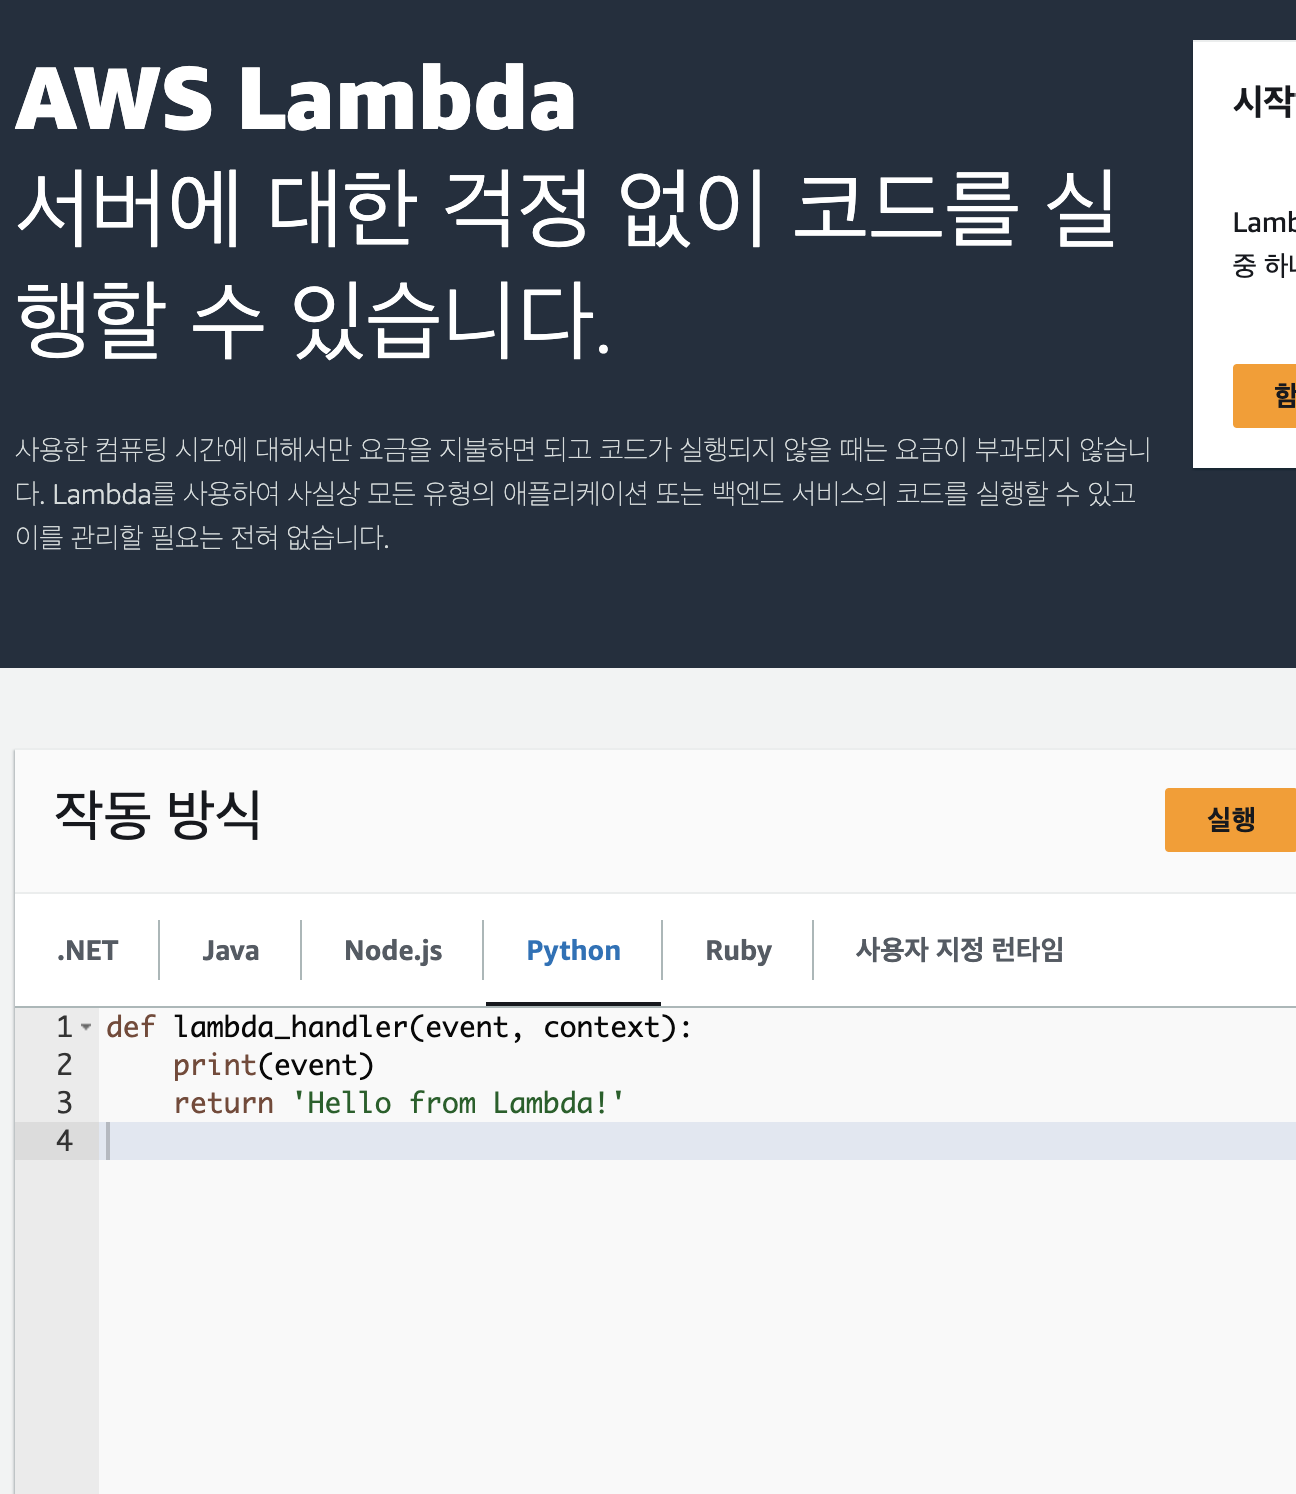 AWS Lambda
서버에 대한 걱정 없이 코드를 실
행할 수 있습니다.
사용한 컴퓨팅 시간에 대해서만 요금을 지불하면 되고 코드가 실행되지 않을 때는 요금이 부과되지 않습니
다. Lambda를 사용하여 사실상 모든 유형의 애플리케이션 또는 백엔드 서비스의 코드를 실행할 수 있고
이를 관리할 필요는 전혀 없습니다.
시작
중
작동 방식
실행
.NET
Java
Node.js
Python
Ruby
사용자 지정 런타임
1 def lambda_handler(event, context):
2     print(event)
3     return 'Hello from Lambda!'
4